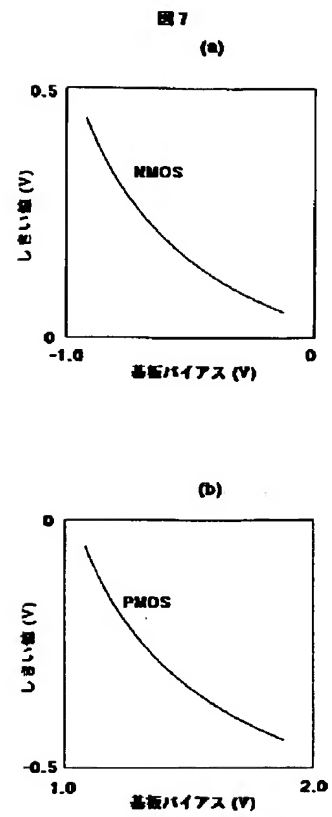 図7
(a)
0.5
NMOS
しきい値 (V)
0
-1.0
0
基板バイアス (V)
(b)
0
PMOS
しきい値 (V)
-0.5
1.0
2.0
基板バイアス (V)